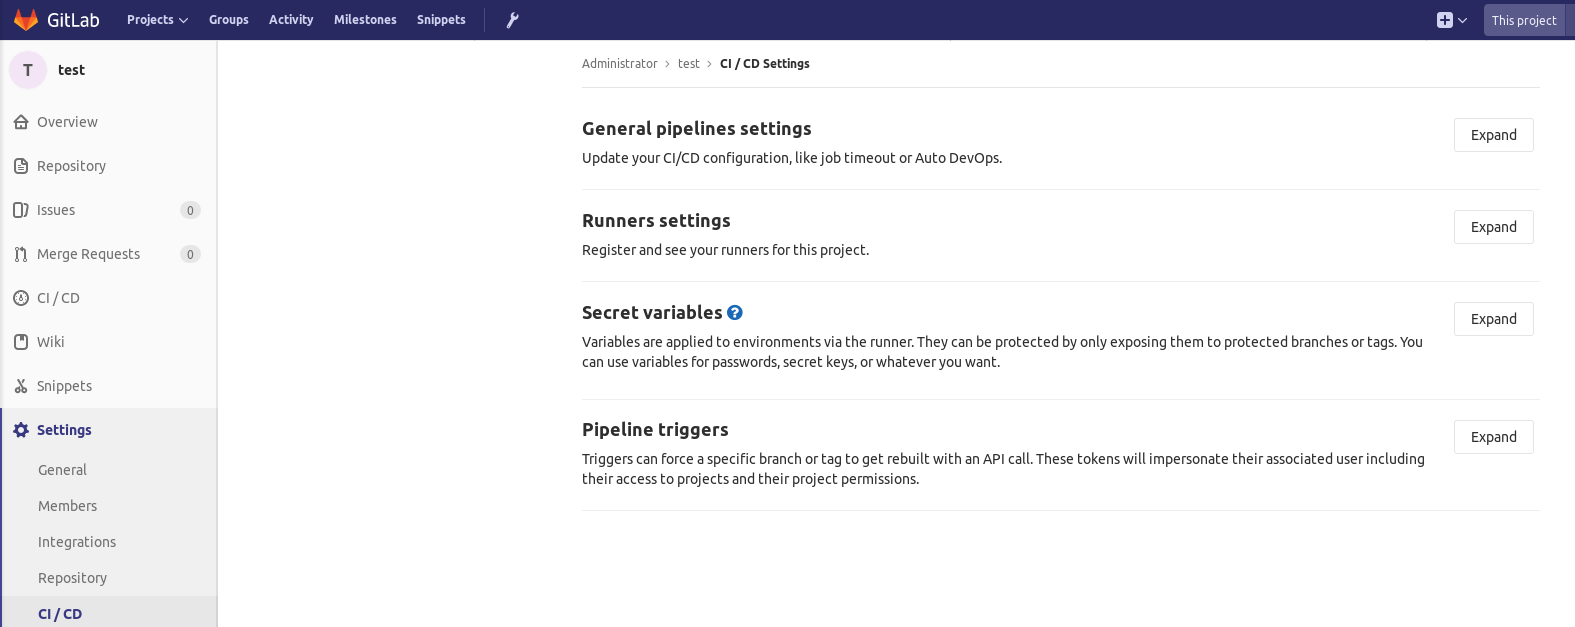 GitLab Projects Groups Activity Milestones Snippets This project
T test
Overview
Repository
Issues 0
Merge Requests 0
CI / CD
Wiki
Snippets
Settings
General
Members
Integrations
Repository
CI / CD
Administrator > test > CI / CD Settings
General pipelines settings
Expand
Update your CI/CD configuration, like job timeout or Auto DevOps.
Runners settings
Expand
Register and see your runners for this project.
Secret variables ?
Expand
Variables are applied to environments via the runner. They can be protected by only exposing them to protected branches or tags. You
can use variables for passwords, secret keys, or whatever you want.
Pipeline triggers
Expand
Triggers can force a specific branch or tag to get rebuilt with an API call. These tokens will impersonate their associated user including
their access to projects and their project permissions.